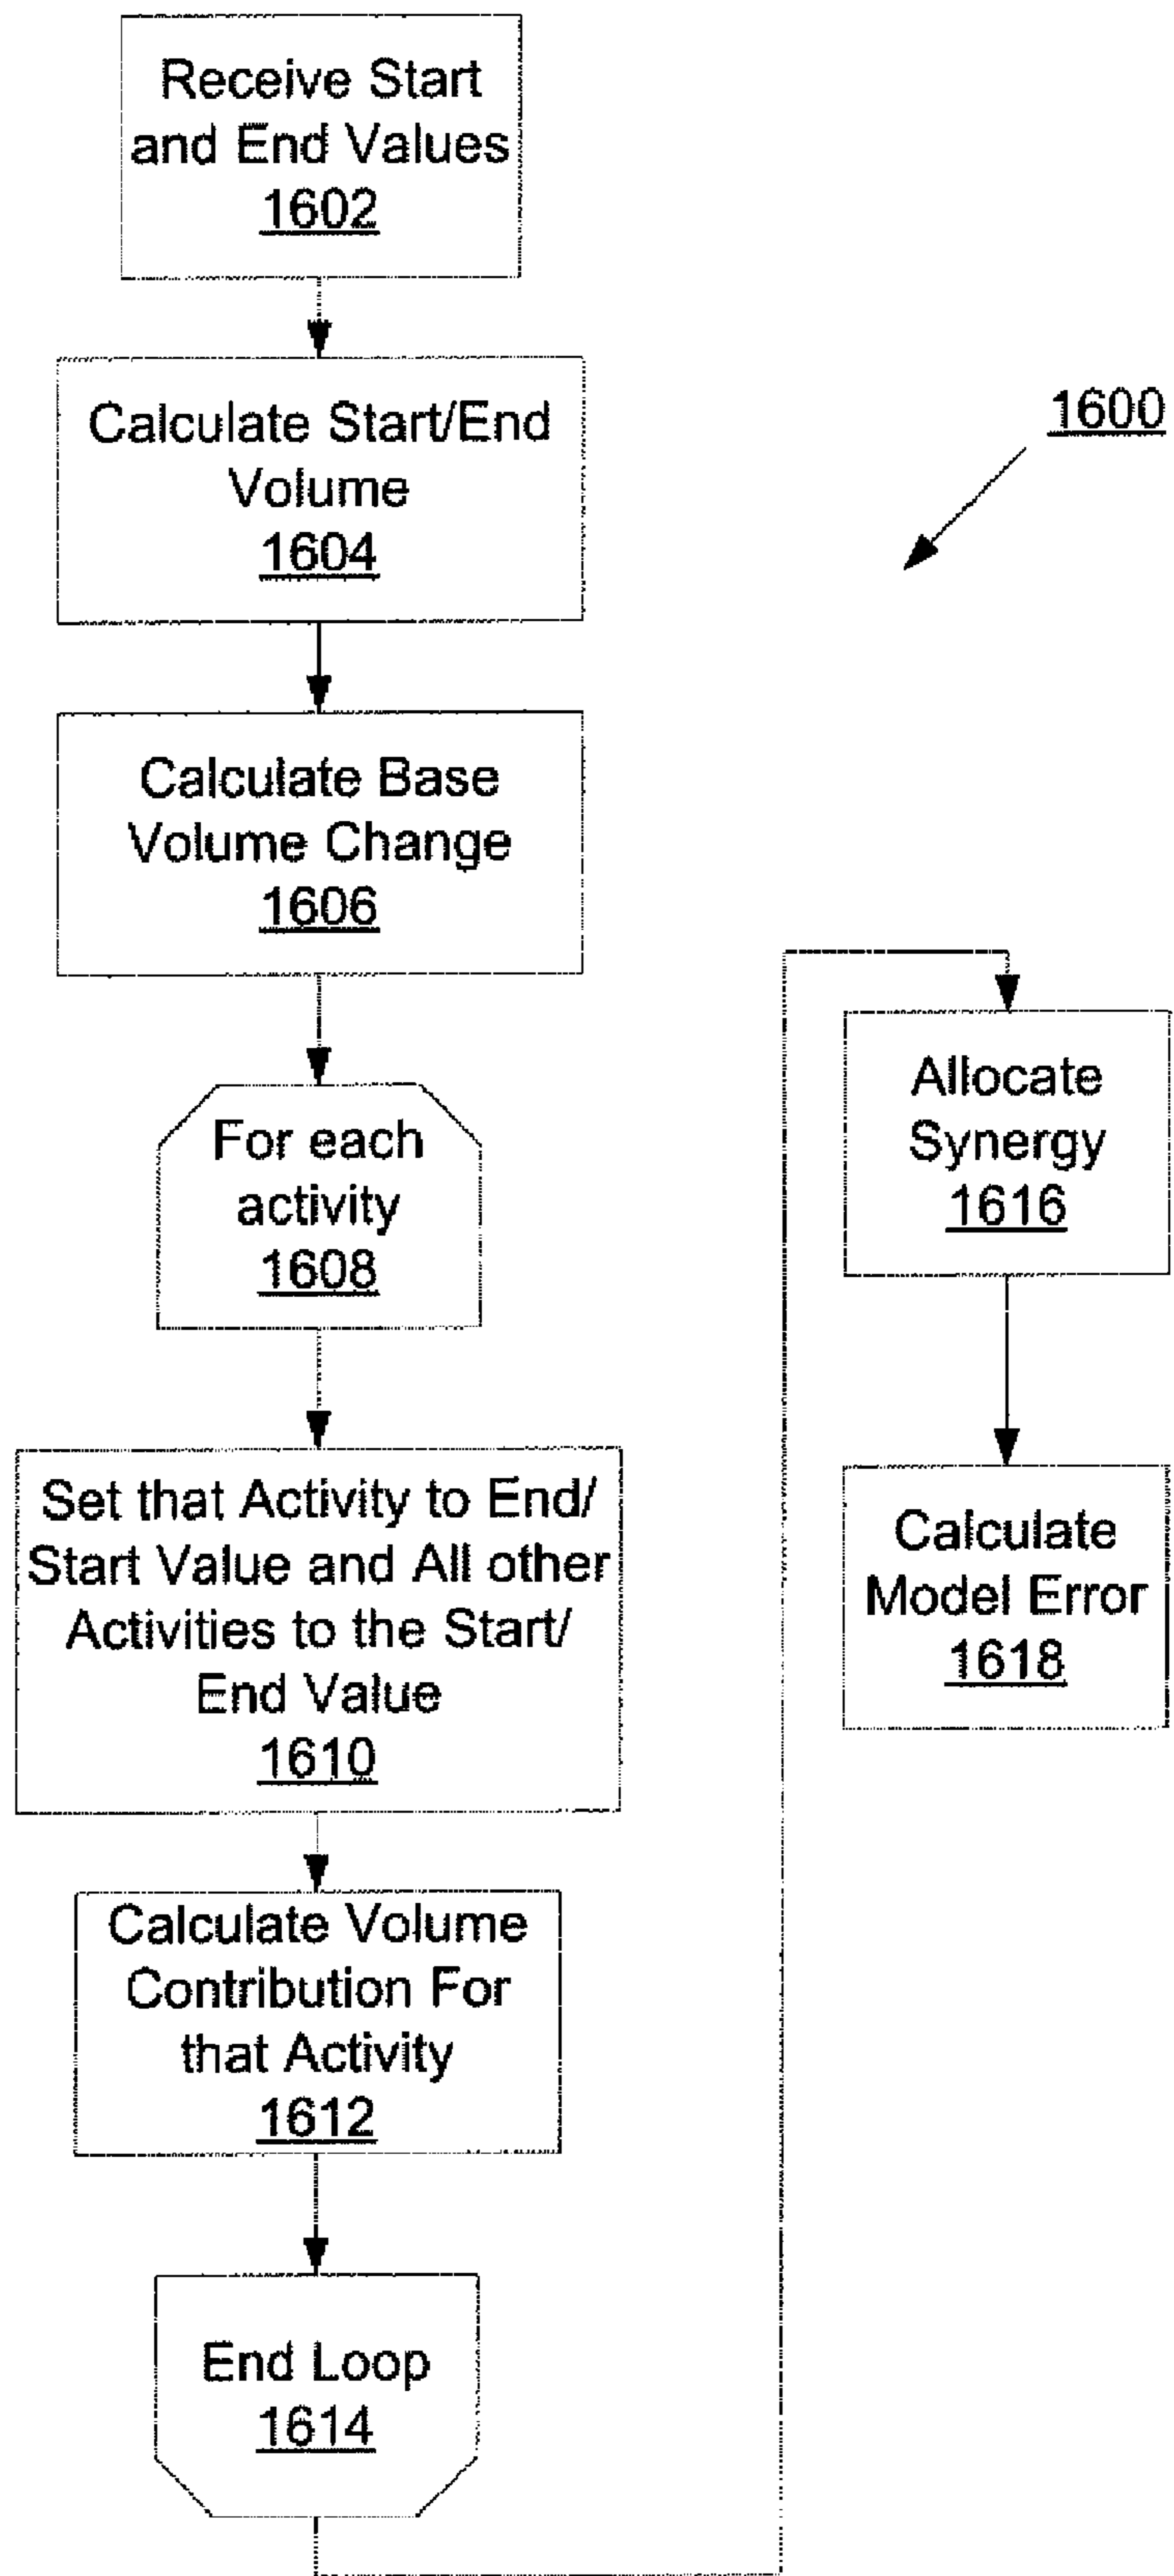 Receive Start
and End Values
1602
Calculate Start/End
Volume
1604
1600
Calculate Base
Volume Change
1606
For each
activity
1608
Set that Activity to End/
Start Value and All other
Activities to the Start/
End Value
1610
Calculate Volume
Contribution For
that Activity
1612
End Loop
1614
Allocate
Synergy
1616
Calculate
Model Error
1618